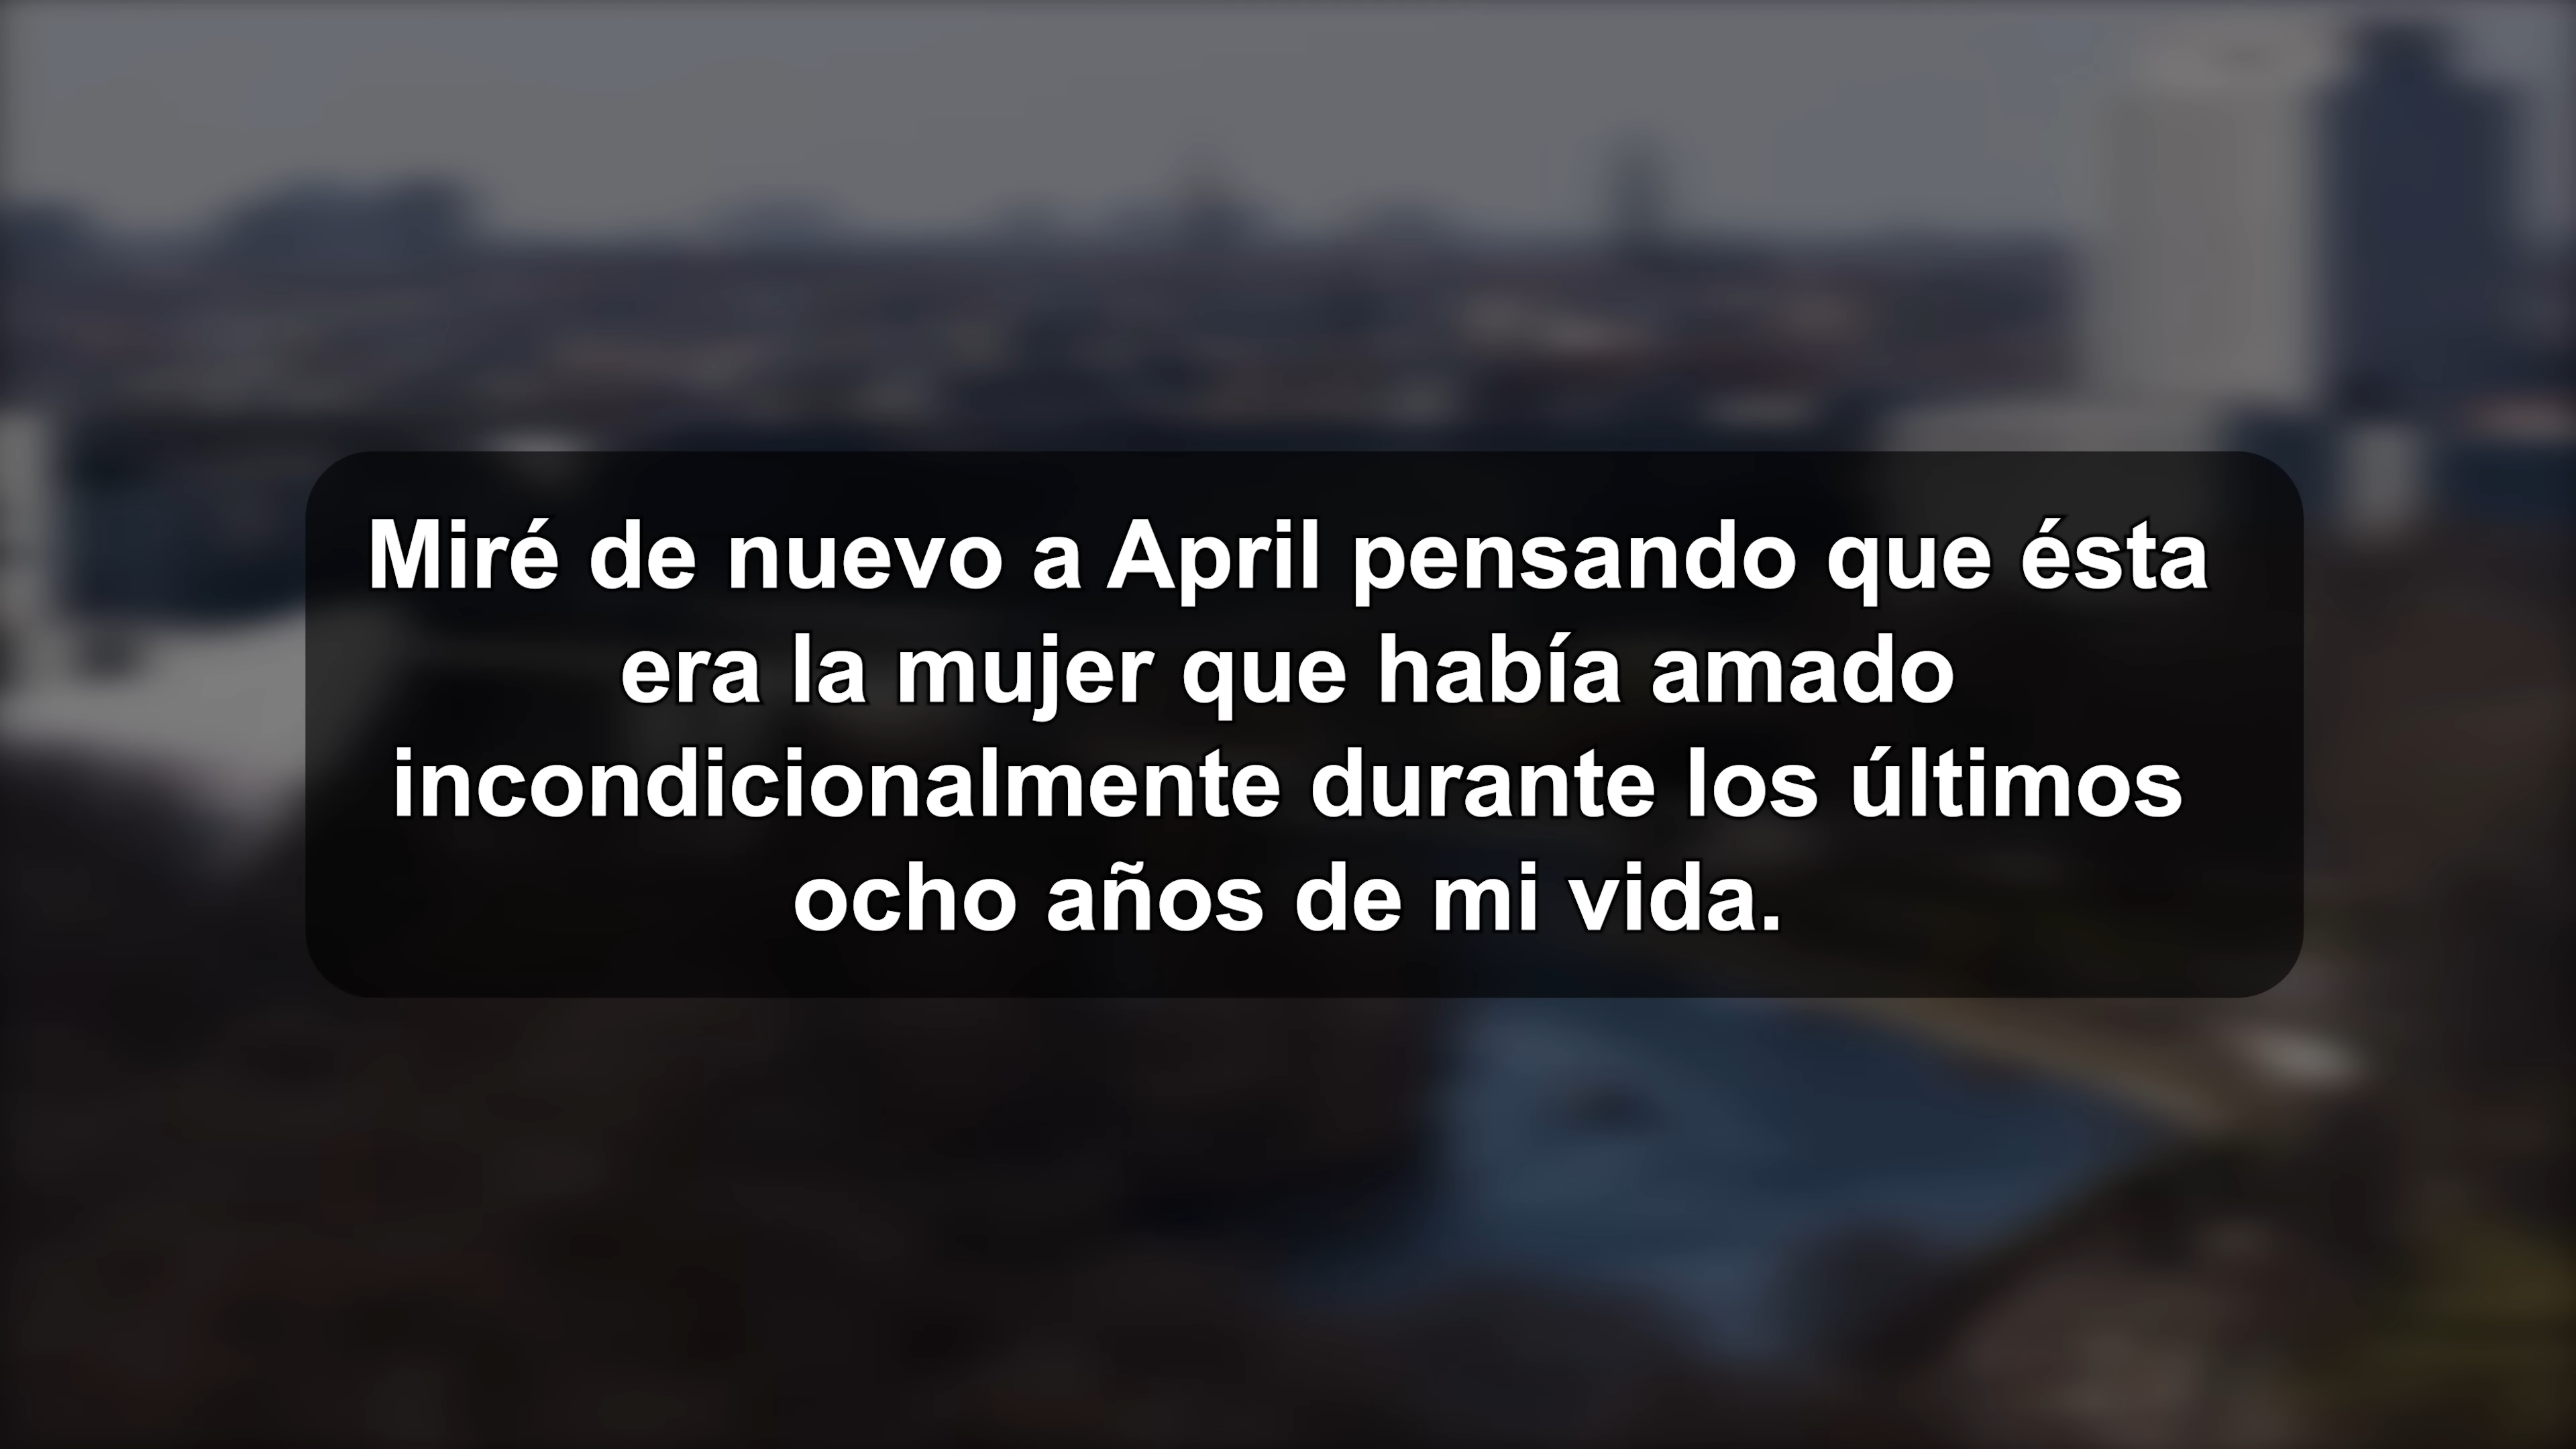 Miré de nuevo a April pensando que ésta
era la mujer que había amado
incondicionalmente durante los últimos
ocho años de mi vida.